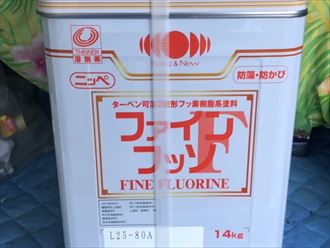 THINNER
溶剤系
Basic & New
ニッペ
防藻・防かび
ターペン可溶2液形フッ素樹脂系塗料
ファイン
フッソ
F
FINE FLUORINE
L25-80A
14kg